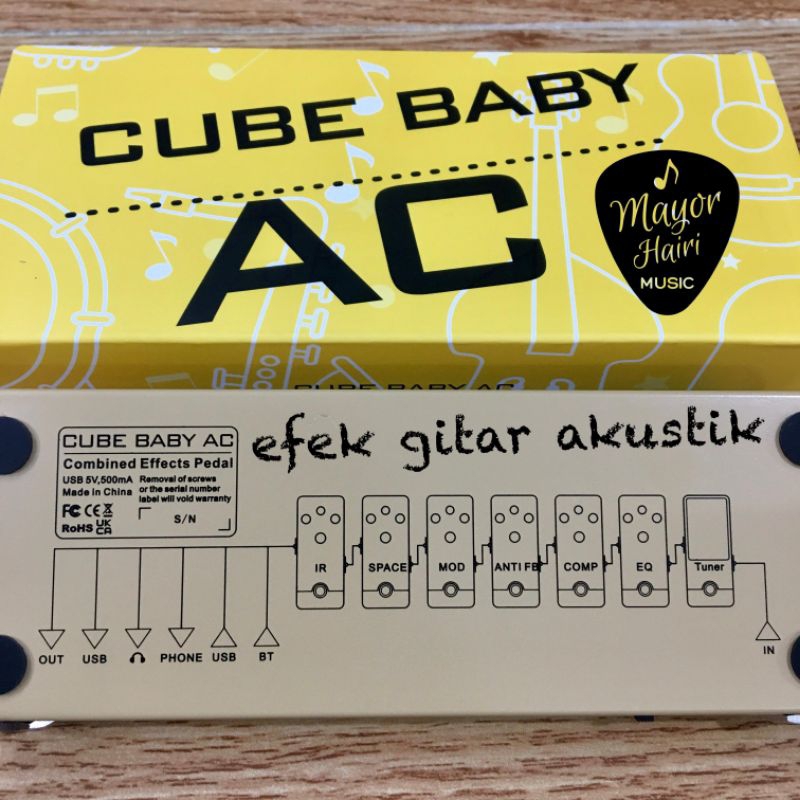 CUBE BABY
AC
Mayor
Hairi
MUSIC
CUBE BABY AC
CUBE BABY AC
Combined Effects Pedal
USB 5V,500mA
Made in China
Removal of screws
or the serial number
label will void warranty
FC CE
RoHS UK CA
S/N
efek gitar akustik
IR SPACE MOD ANTI FB COMP EQ Tuner
OUT USB PHONE USB BT
IN